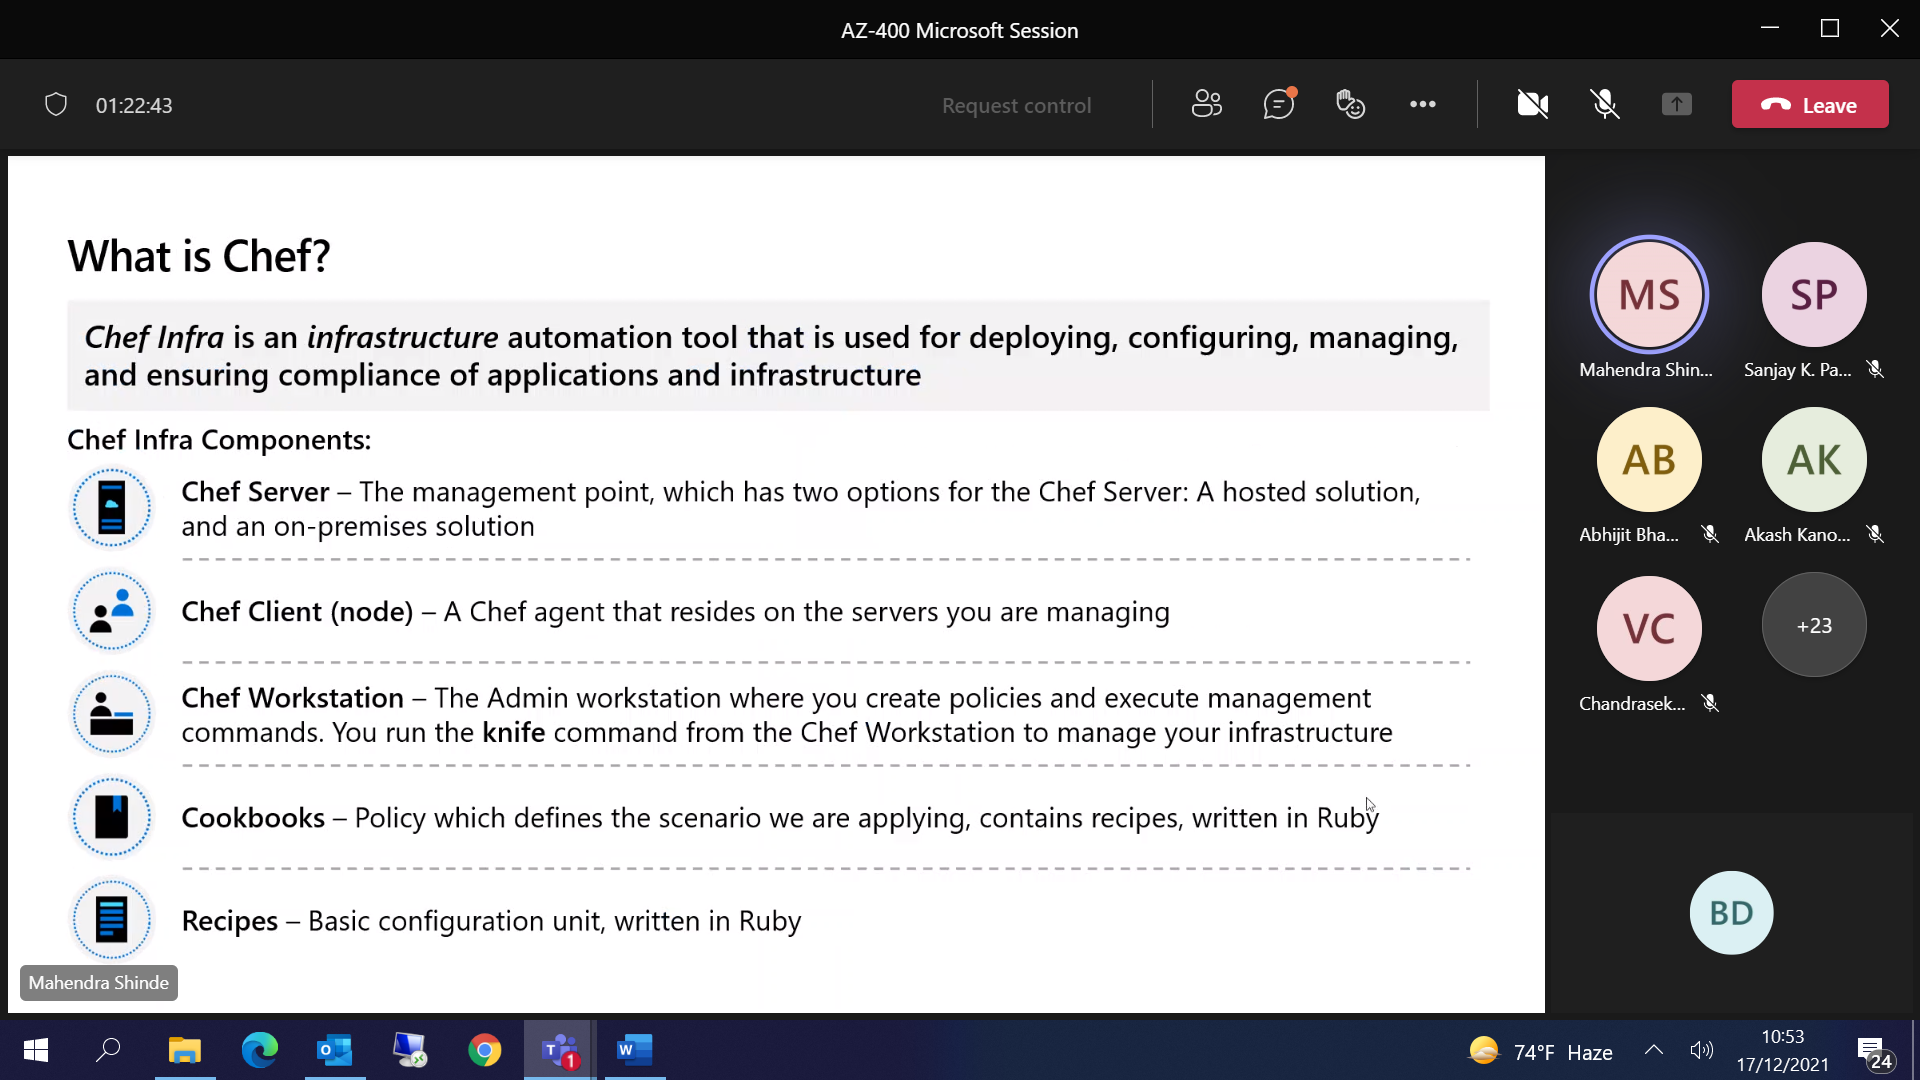 AZ-400 Microsoft Session
01:22:43
Request control
Leave
What is Chef?
Chef Infra is an infrastructure automation tool that is used for deploying, configuring, managing,
and ensuring compliance of applications and infrastructure
Chef Infra Components:
Chef Server – The management point, which has two options for the Chef Server: A hosted solution,
and an on-premises solution
Chef Client (node) – A Chef agent that resides on the servers you are managing
Chef Workstation – The Admin workstation where you create policies and execute management
commands. You run the knife command from the Chef Workstation to manage your infrastructure
Cookbooks – Policy which defines the scenario we are applying, contains recipes, written in Ruby
Recipes – Basic configuration unit, written in Ruby
Mahendra Shinde
MS
SP
Mahendra Shin...
Sanjay K. Pa...
AB
AK
Abhijit Bha...
Akash Kano...
VC
+23
Chandrasek...
BD
O
T
1
W
74°F Haze
10:53
17/12/2021
24